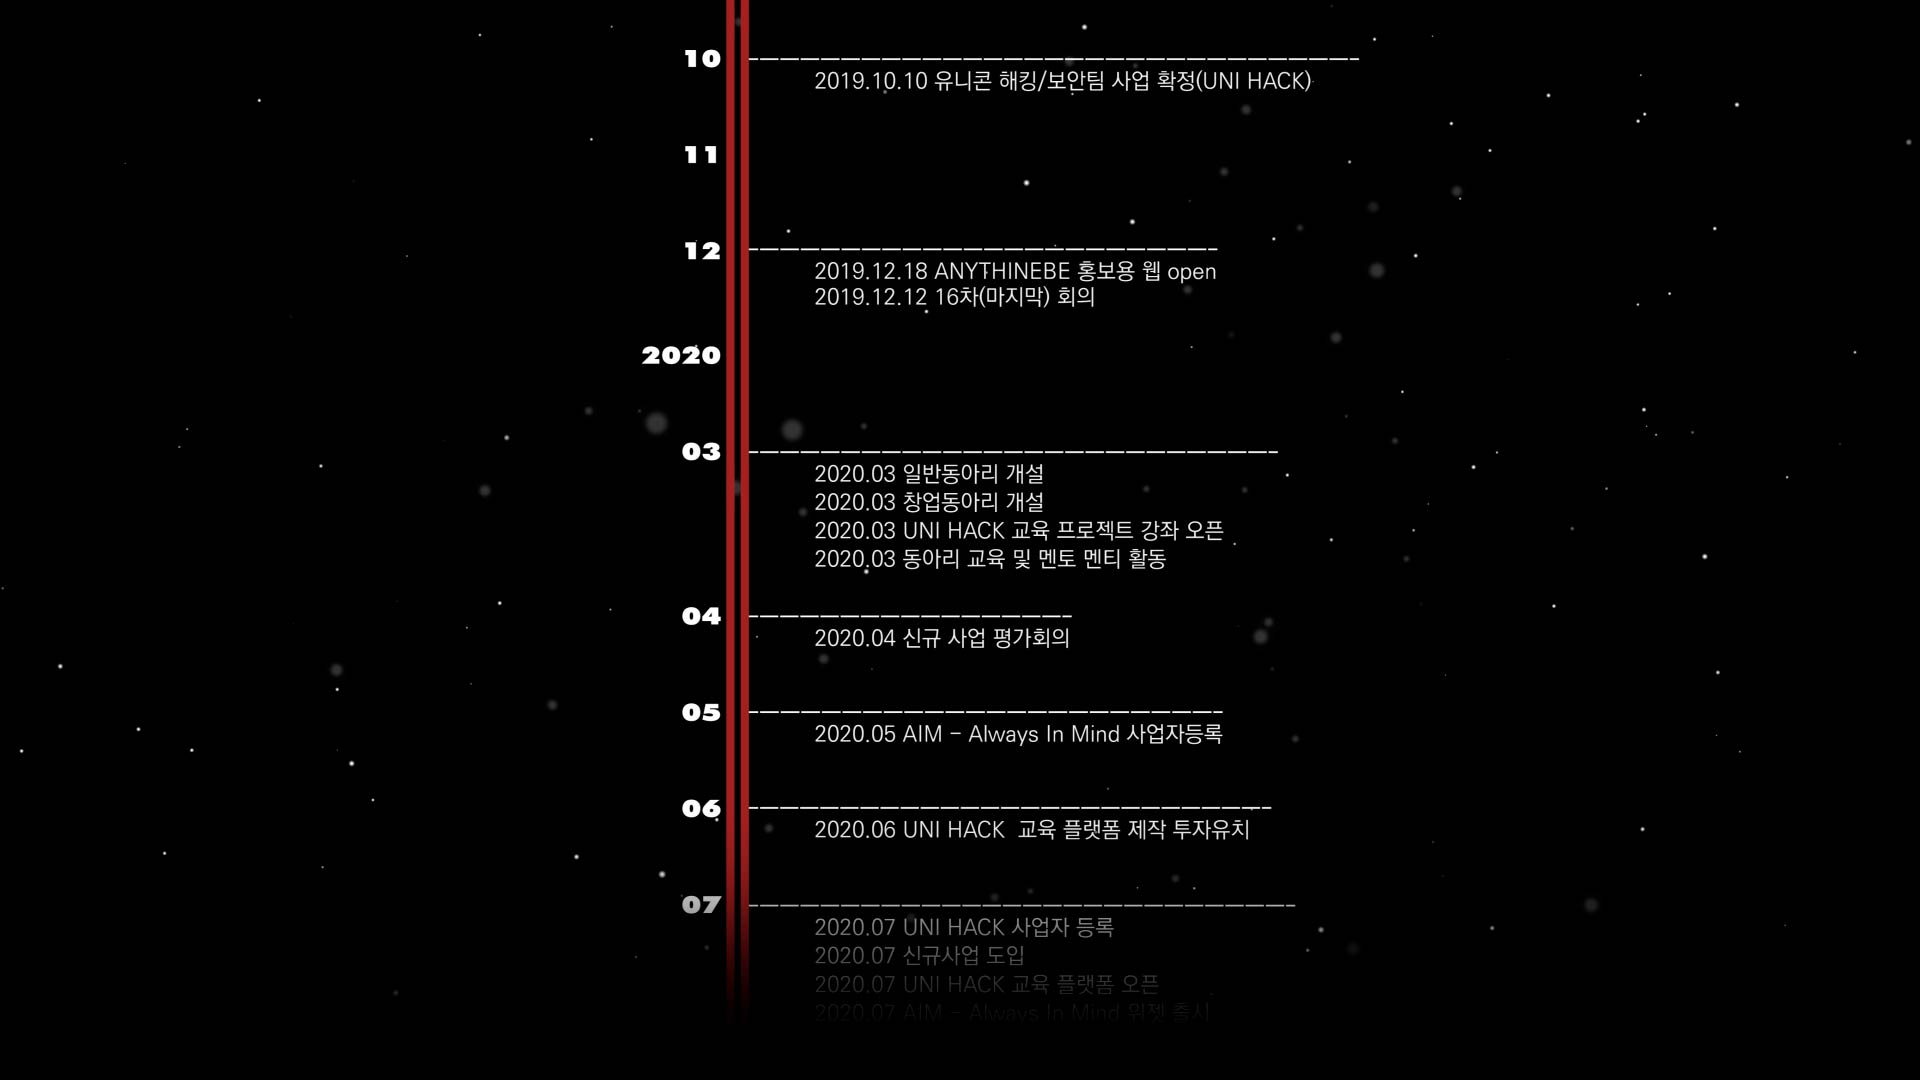 10
2019.10.10 유니콘 해킹/보안팀 사업 확정(UNI HACK)
11
12
2019.12.18 ANYTHINEBE 홍보용 웹 open
2019.12.12 16차(마지막) 회의
2020
03
2020.03 일반동아리 개설
2020.03 창업동아리 개설
2020.03 UNI HACK 교육 프로젝트 강좌 오픈
2020.03 동아리 교육 및 멘토 멘티 활동
04
2020.04 신규 사업 평가회의
05
2020.05 AIM - Always In Mind 사업자등록
06
2020.06 UNI HACK  교육 플랫폼 제작 투자유치
07
2020.07 UNI HACK 사업자 등록
2020.07 신규사업 도입
2020.07 UNI HACK 교육 플랫폼 오픈
2020.07 AIM - Always In Mind 위젯 출시